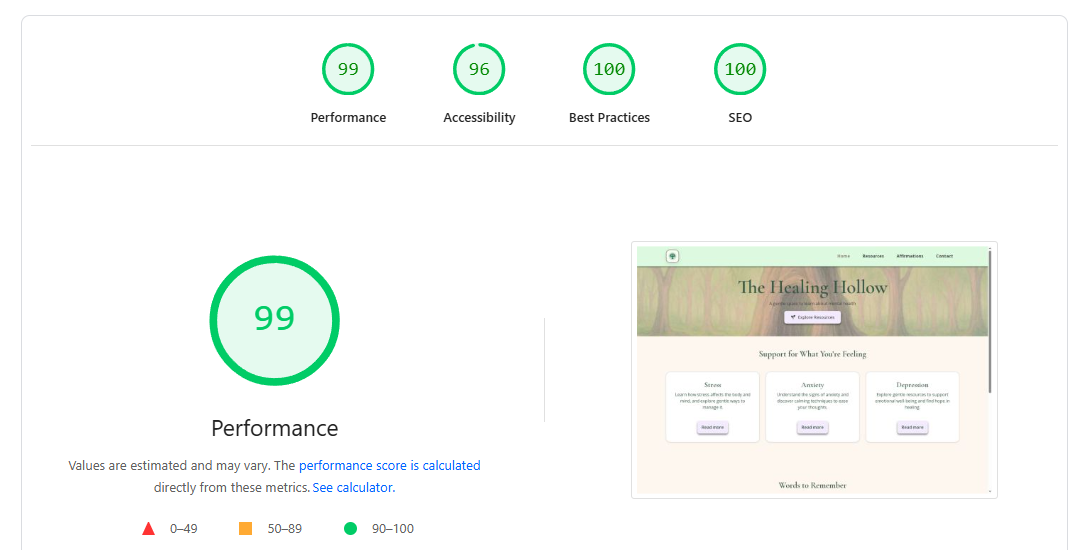 99
96
100
100
Performance
Accessibility
Best Practices
SEO
99
Performance
Values are estimated and may vary. The performance score is calculated
directly from these metrics. See calculator.
0–49
50–89
90–100
Home
Resources
Affirmations
Contact
The Healing Hollow
A gentle space to learn about mental health
Explore Resources
Support for What You're Feeling
Stress
Learn how stress affects the body and
mind, and explore gentle ways to
manage it.
Read more
Anxiety
Understand the signs of anxiety and
discover calming techniques to ease
your thoughts.
Read more
Depression
Explore gentle resources to support
emotional well-being and find hope in
healing.
Read more
Words to Remember